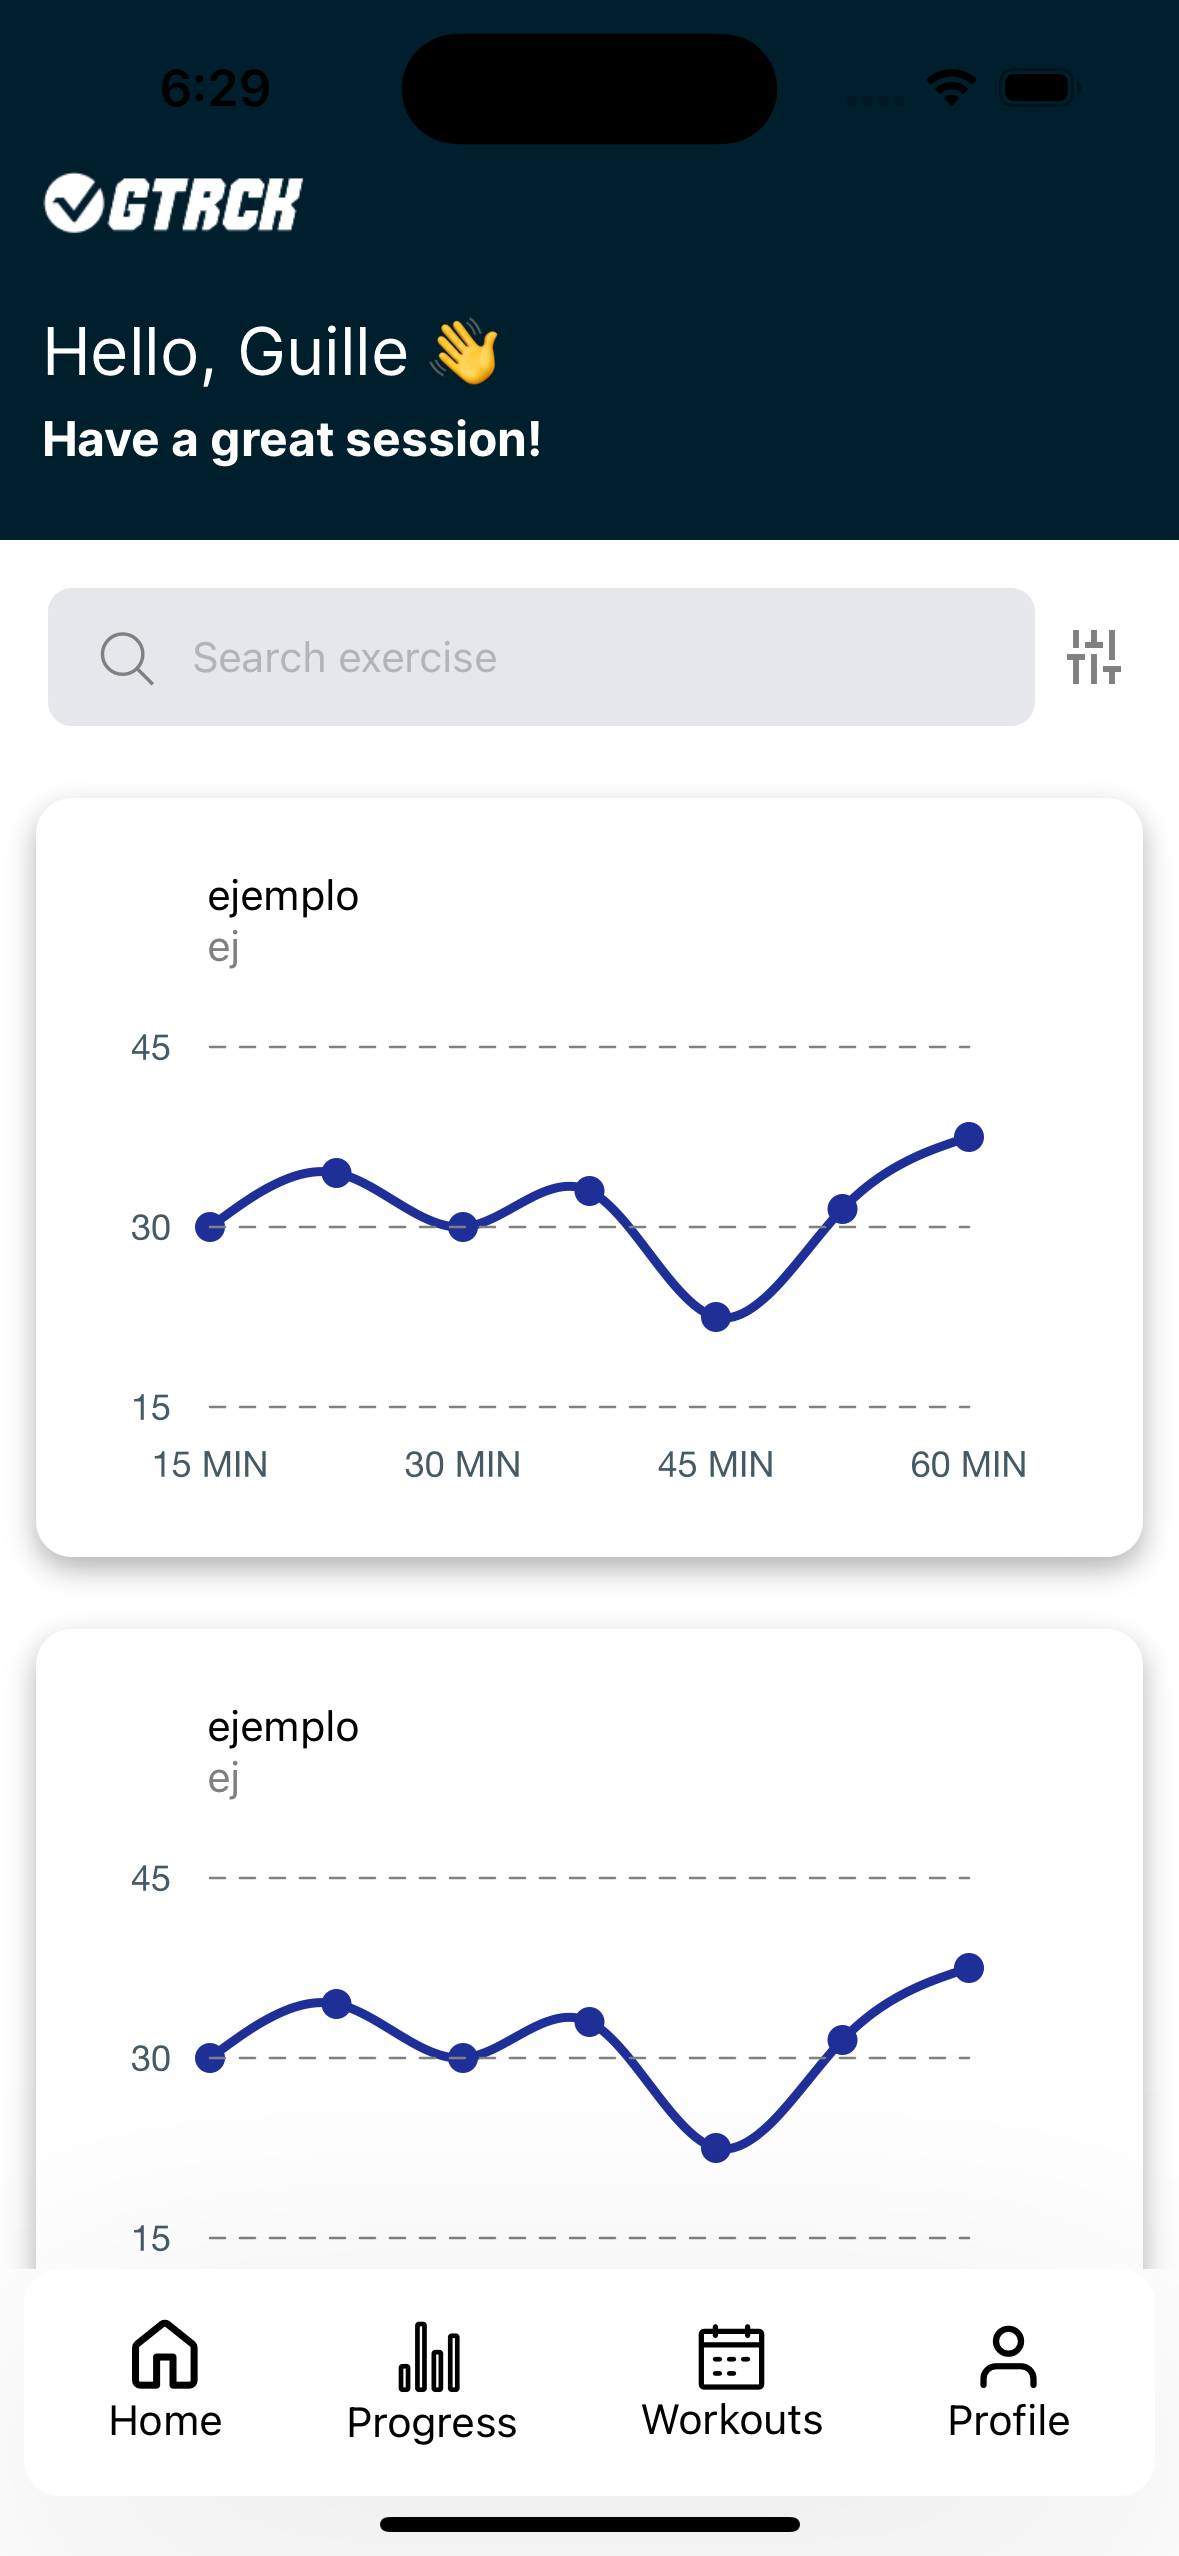 6:29
GTRCK
Hello, Guille 👋
Have a great session!
Search exercise
ejemplo
ej
45
30
15
15 MIN 30 MIN 45 MIN 60 MIN
ejemplo
ej
45
30
15
Home Progress Workouts Profile